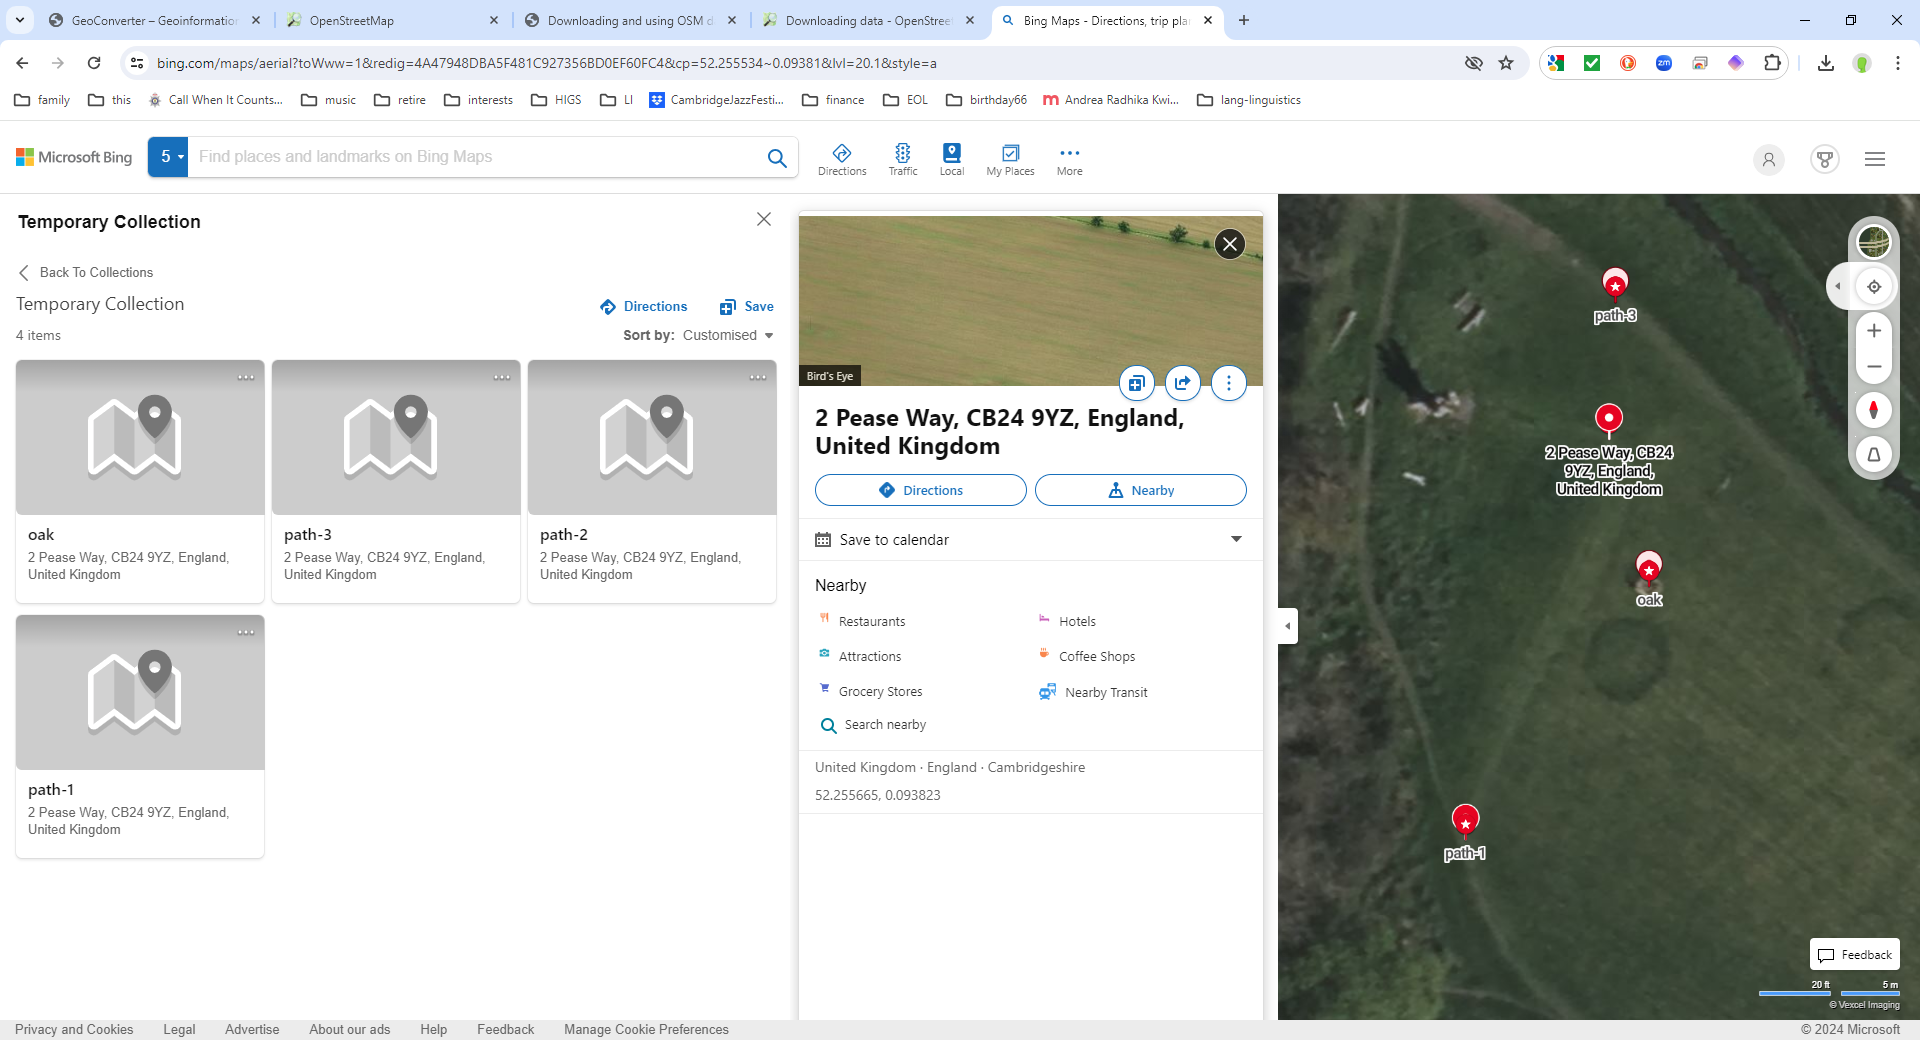 GeoConverter – Geoinformation
OpenStreetMap
Downloading and using OSM d
Downloading data - OpenStreet
Bing Maps - Directions, trip pla
bing.com/maps/aerial?toWww=1&redig=4A47948DBA5F481C927356BD0EF60FC4&cp=52.255534~0.09381&lvl=20.1&style=a
family
this
Call When It Counts...
music
retire
interests
HIGS
LI
CambridgeJazzFesti...
finance
EOL
birthday66
Andrea Radhika Kwi...
lang-linguistics
Microsoft Bing
5
Find places and landmarks on Bing Maps
Directions
Traffic
Local
My Places
More
Temporary Collection
Back To Collections
Temporary Collection
Directions
Save
4 items
Sort by: Customised
oak
2 Pease Way, CB24 9YZ, England,
United Kingdom
path-3
2 Pease Way, CB24 9YZ, England,
United Kingdom
path-2
2 Pease Way, CB24 9YZ, England,
United Kingdom
path-1
2 Pease Way, CB24 9YZ, England,
United Kingdom
Bird's Eye
2 Pease Way, CB24 9YZ, England,
United Kingdom
Directions
Nearby
Save to calendar
Nearby
Restaurants
Hotels
Attractions
Coffee Shops
Grocery Stores
Nearby Transit
Search nearby
United Kingdom · England · Cambridgeshire
52.255665, 0.093823
path-3
2 Pease Way, CB24
9YZ, England,
United Kingdom
oak
path-1
Feedback
20 ft
5 m
© Vexcel Imaging
Privacy and Cookies
Legal
Advertise
About our ads
Help
Feedback
Manage Cookie Preferences
© 2024 Microsoft